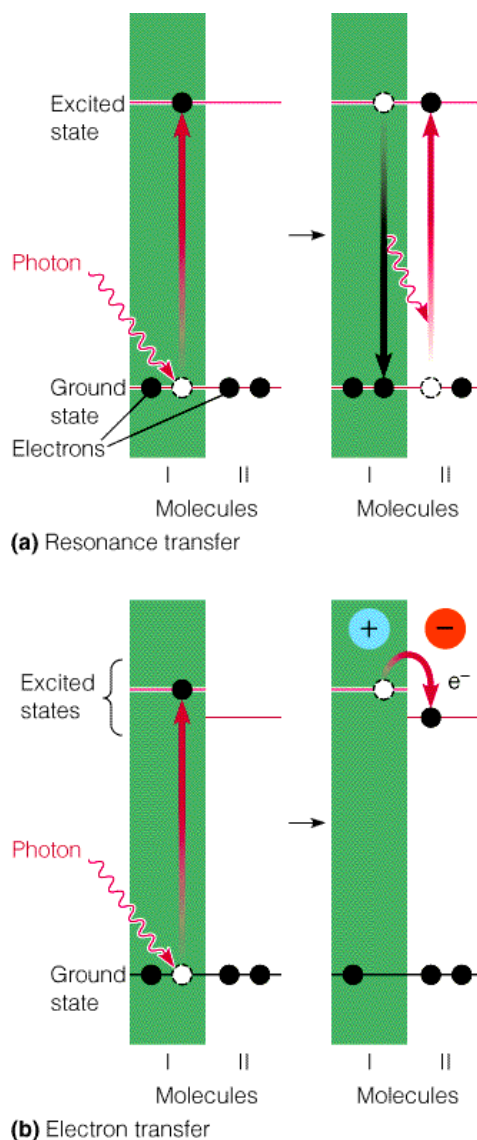 Excited
state
Photon
Ground
state
Electrons
I II I II
Molecules Molecules
(a) Resonance transfer
+ −
e−
Excited
states
Photon
Ground
state
I II I II
Molecules Molecules
(b) Electron transfer